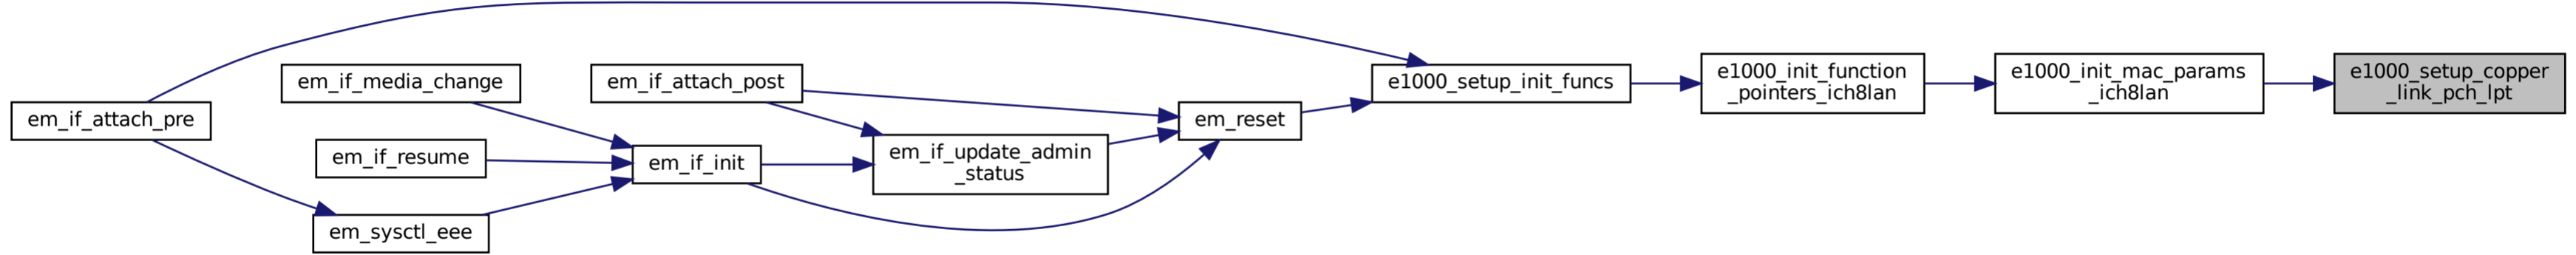 em_if_attach_pre
em_if_media_change
em_if_resume
em_sysctl_eee
em_if_attach_post
em_if_init
em_if_update_admin
_status
em_reset
e1000_setup_init_funcs
e1000_init_function
_pointers_ich8lan
e1000_init_mac_params
_ich8lan
e1000_setup_copper
_link_pch_lpt